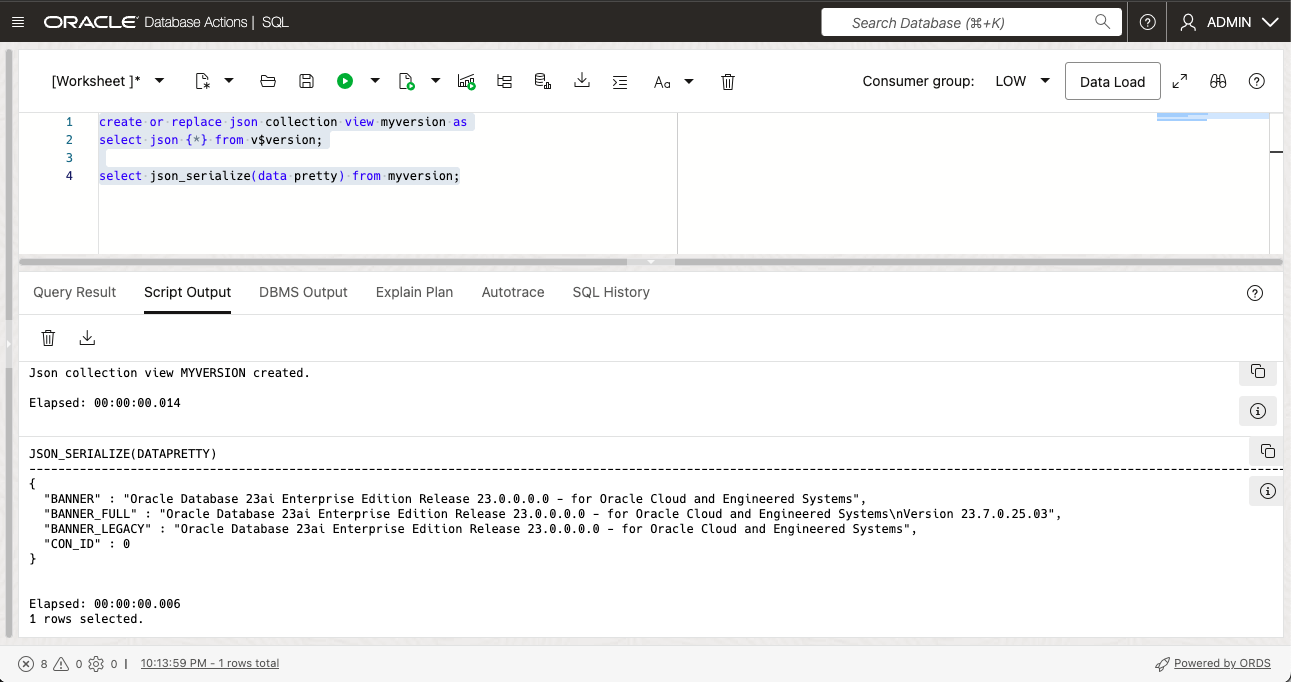 ORACLE Database Actions | SQL
Search Database (⌘+K)
ADMIN
[Worksheet ]*
Aa
Consumer group: LOW
Data Load
1 create or replace json collection view myversion as
2 select json {*} from v$version;
3
4 select json_serialize(data pretty) from myversion;
Query Result Script Output DBMS Output Explain Plan Autotrace SQL History
Json collection view MYVERSION created.
Elapsed: 00:00:00.014
JSON_SERIALIZE(DATAPRETTY)
{
"BANNER" : "Oracle Database 23ai Enterprise Edition Release 23.0.0.0.0 - for Oracle Cloud and Engineered Systems",
"BANNER_FULL" : "Oracle Database 23ai Enterprise Edition Release 23.0.0.0.0 - for Oracle Cloud and Engineered Systems\nVersion 23.7.0.25.03",
"BANNER_LEGACY" : "Oracle Database 23ai Enterprise Edition Release 23.0.0.0.0 - for Oracle Cloud and Engineered Systems",
"CON_ID" : 0
}
Elapsed: 00:00:00.006
1 rows selected.
8 0 0 | 10:13:59 PM - 1 rows total
Powered by ORDS